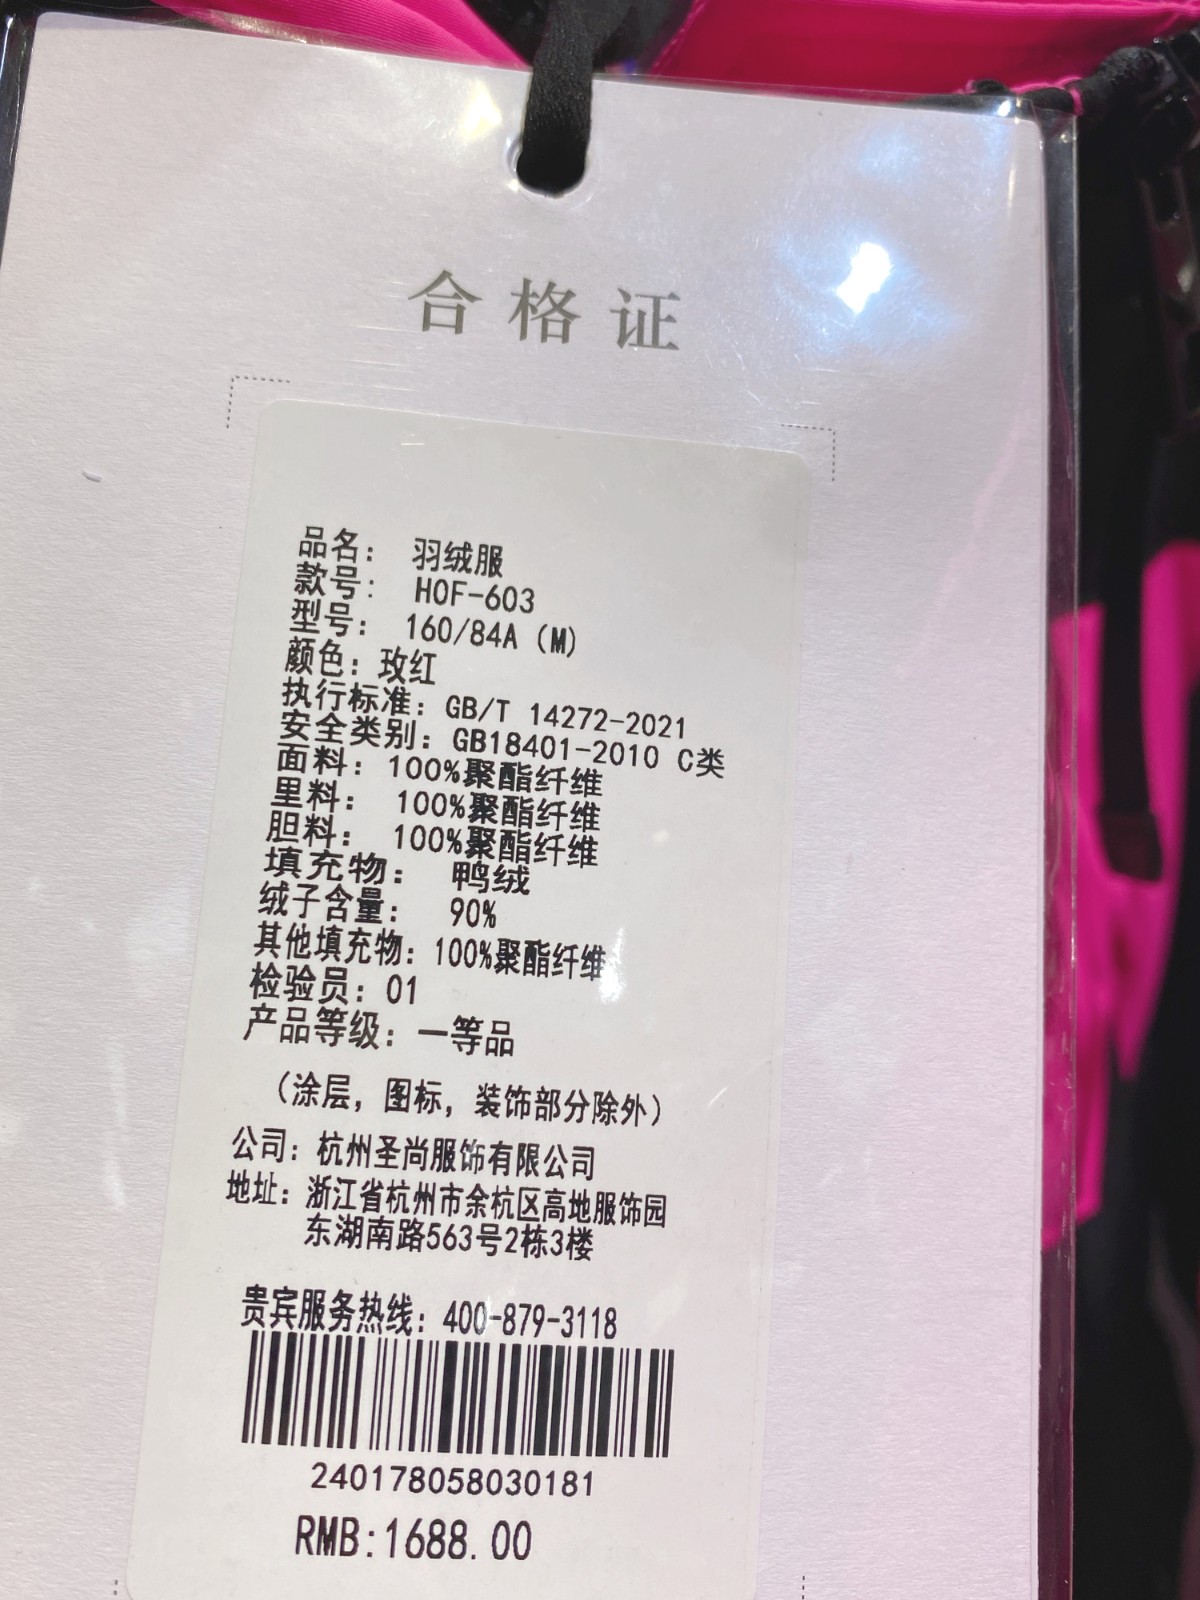 合格证
品名: 羽绒服
款号: HOF-603
型号: 160/84A (M)
颜色: 玫红
执行标准: GB/T 14272-2021
安全类别: GB18401-2010 C类
面料: 100%聚酯纤维
里料: 100%聚酯纤维
胆料: 100%聚酯纤维
填充物: 鸭绒
绒子含量: 90%
其他填充物: 100%聚酯纤维
检验员: 01
产品等级: 一等品
(涂层, 图标, 装饰部分除外)
公司: 杭州圣尚服饰有限公司
地址: 浙江省杭州市余杭区高地服饰园
东湖南路563号2栋3楼
贵宾服务热线: 400-879-3118
240178058030181
RMB:1688.00